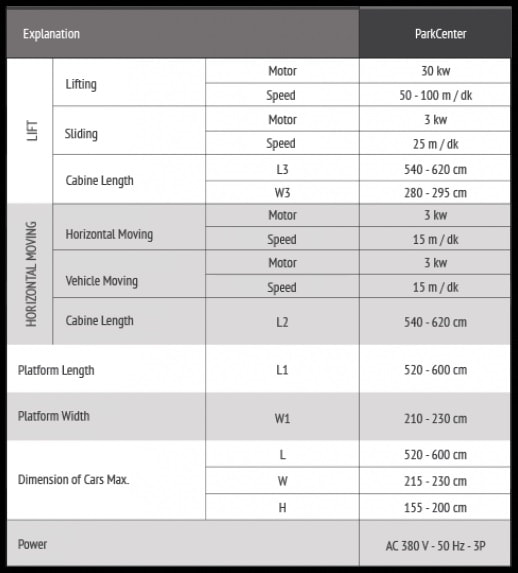 Explanation ParkCenter
LIFT
Lifting Motor 30 kw
Speed 50 - 100 m / dk
Sliding Motor 3 kw
Speed 25 m / dk
Cabine Length L3 540 - 620 cm
W3 280 - 295 cm
HORIZONTAL MOVING
Horizontal Moving Motor 3 kw
Speed 15 m / dk
Vehicle Moving Motor 3 kw
Speed 15 m / dk
Cabine Length L2 540 - 620 cm
Platform Length L1 520 - 600 cm
Platform Width W1 210 - 230 cm
Dimension of Cars Max. L 520 - 600 cm
W 215 - 230 cm
H 155 - 200 cm
Power AC 380 V - 50 Hz - 3P